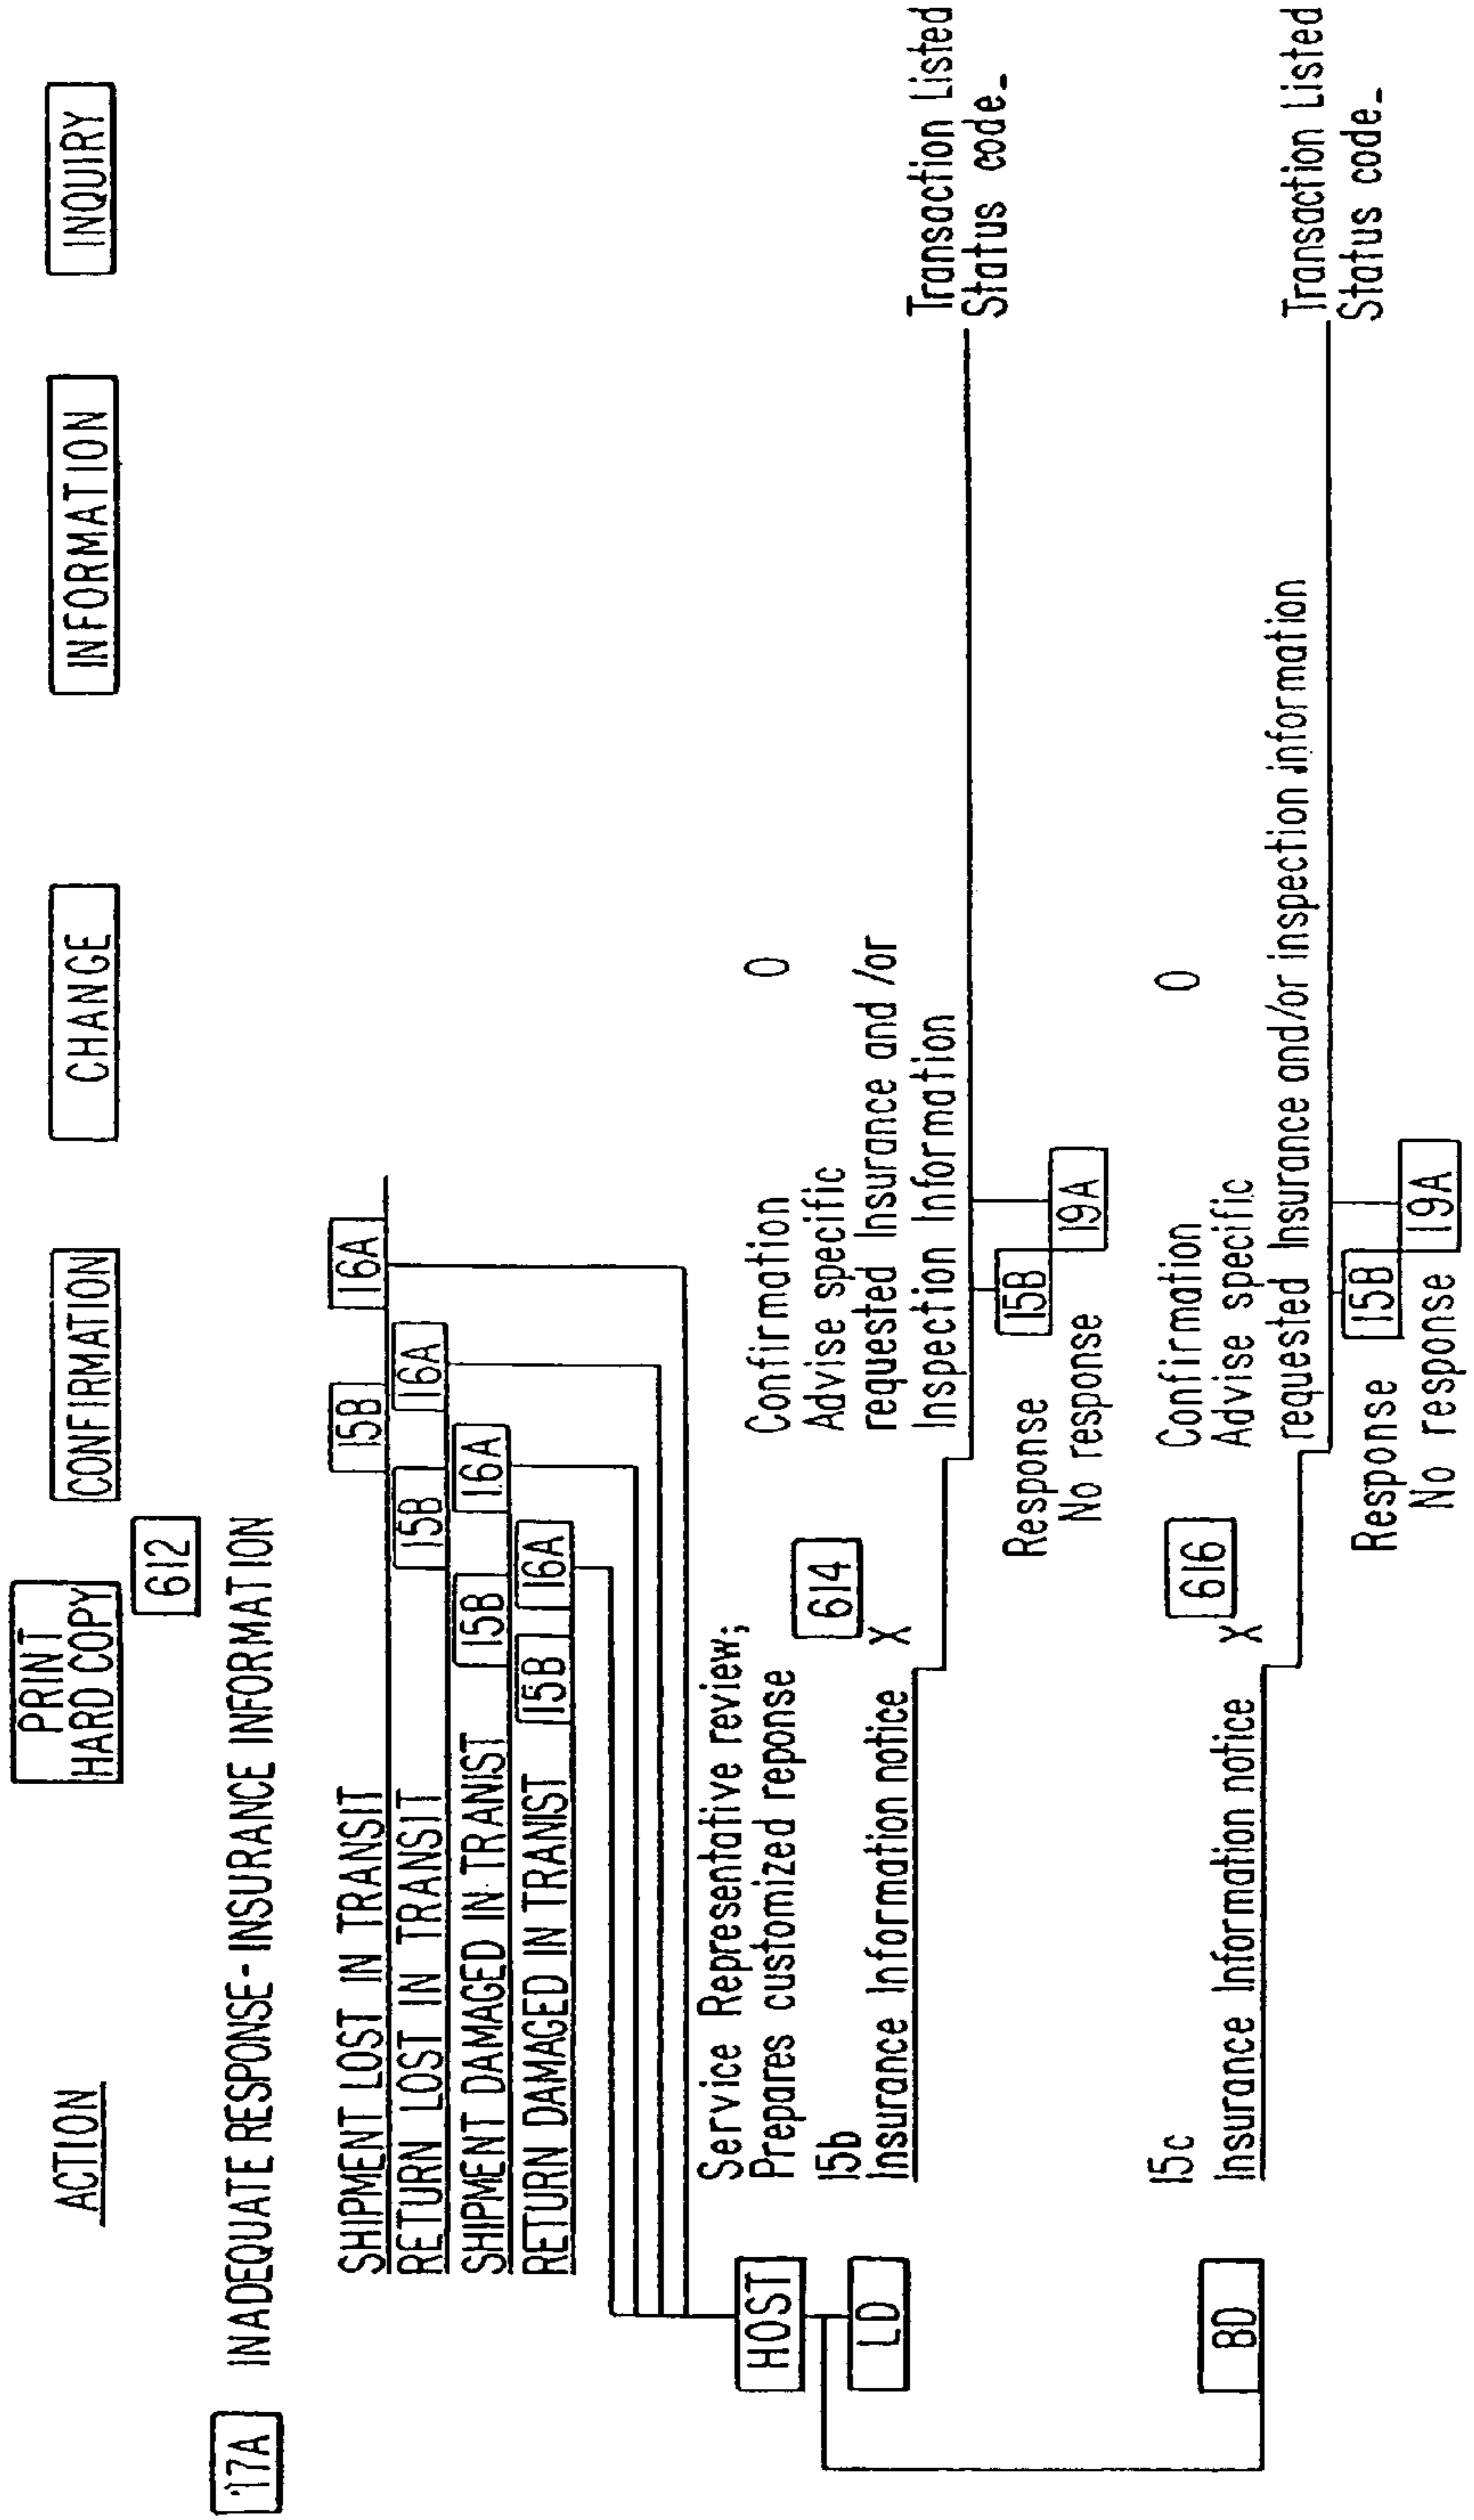 ACTION
PRINT
HARD COPY
CONFIRMATION
CHANGE
INFORMATION
INQUIRY
612
17A
INADEQUATE RESPONSE-INSURANCE INFORMATION
SHIPMENT LOST IN TRANSIT
15B
16A
RETURN LOST IN TRANSIT
15B
16A
SHIPMENT DAMAGED IN TRANSIT
15B
16A
RETURN DAMAGED IN TRANIST
15B
16A
HOST
Service Representative review;
Prepares customized reponse
Confirmation
0
LD
15b
614
Advise specific
Insurance Information notice
X
requested Insurance and /or
Inspection Information
Transaction Listed
Status code_
Response
15B
No response
19A
15c
616
Confirmation
0
8D
Insurance Information notice
X
Advise specific
requested Insurance and/or inspection information
Transaction Listed
Status code_
Response
15B
No response
19A